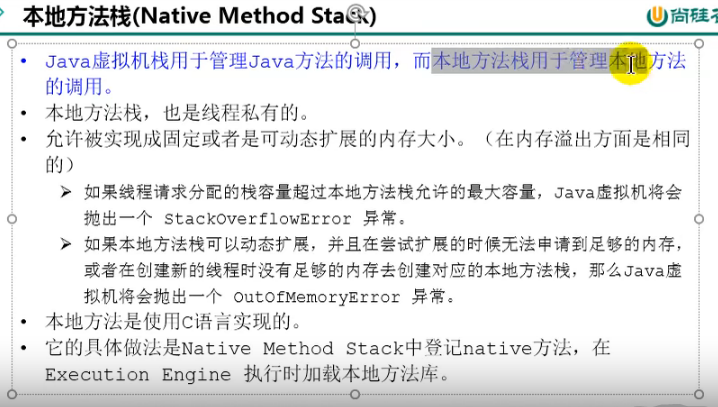 本地方法栈(Native Method Stack)
尚硅谷
• Java虚拟机栈用于管理Java方法的调用，而本地方法栈用于管理本地方法
的调用。
• 本地方法栈，也是线程私有的。
• 允许被实现成固定或者是可动态扩展的内存大小。（在内存溢出方面是相同
的）
➢ 如果线程请求分配的栈容量超过本地方法栈允许的最大容量，Java虚拟机将会
抛出一个 StackOverflowError 异常。
➢ 如果本地方法栈可以动态扩展，并且在尝试扩展的时候无法申请到足够的内存，
或者在创建新的线程时没有足够的内存去创建对应的本地方法栈，那么Java虚
拟机将会抛出一个 OutOfMemoryError 异常。
• 本地方法是使用C语言实现的。
• 它的具体做法是Native Method Stack中登记native方法，在
Execution Engine 执行时加载本地方法库。